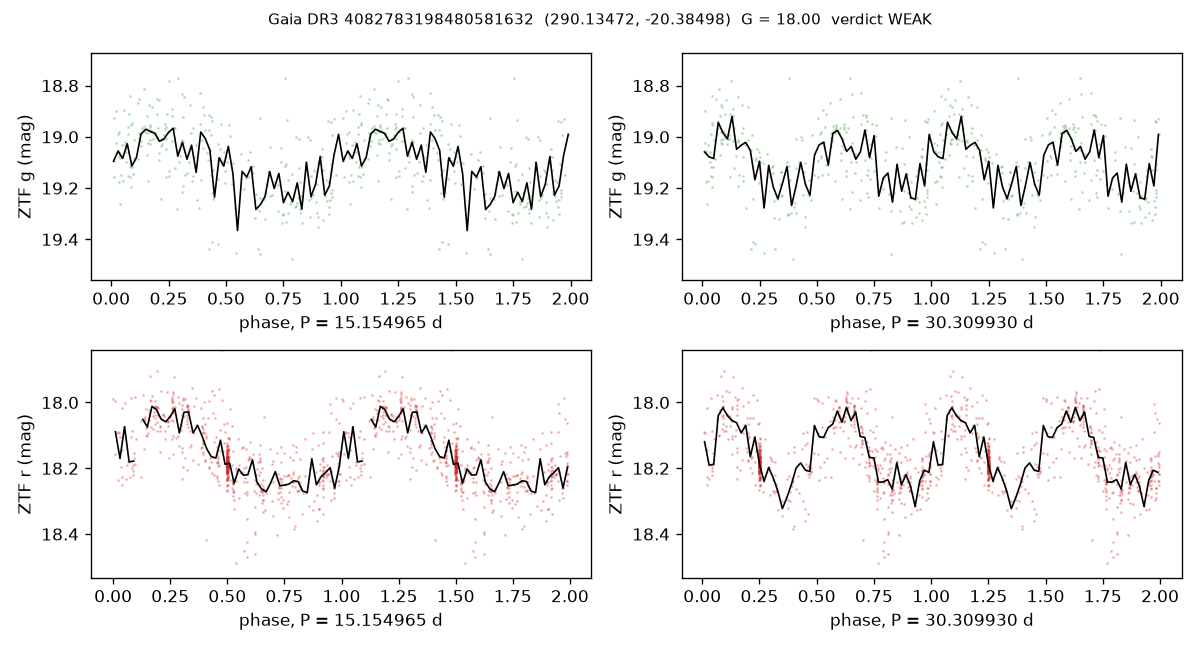 Gaia DR3 4082783198480581632  (290.13472, -20.38498)  G = 18.00  verdict WEAK
ZTF g (mag)
18.8
19.0
19.2
19.4
0.00 0.25 0.50 0.75 1.00 1.25 1.50 1.75 2.00
phase, P = 15.154965 d
ZTF g (mag)
18.8
19.0
19.2
19.4
0.00 0.25 0.50 0.75 1.00 1.25 1.50 1.75 2.00
phase, P = 30.309930 d
ZTF r (mag)
18.0
18.2
18.4
0.00 0.25 0.50 0.75 1.00 1.25 1.50 1.75 2.00
phase, P = 15.154965 d
ZTF r (mag)
18.0
18.2
18.4
0.00 0.25 0.50 0.75 1.00 1.25 1.50 1.75 2.00
phase, P = 30.309930 d